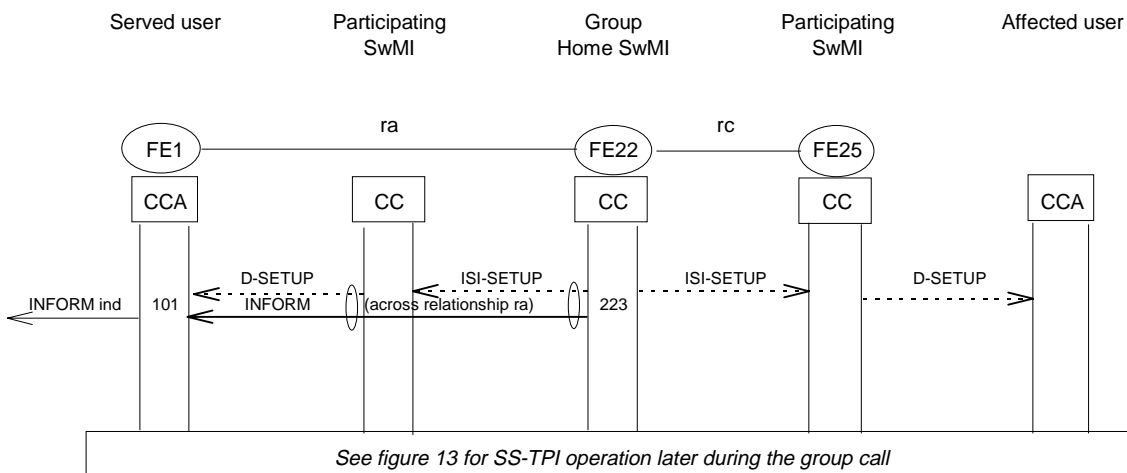 Served user
Participating
SwMI
Group
Home SwMI
Participating
SwMI
Affected user
ra
rc
FE1
FE22
FE25
CCA
CC
CC
CC
CCA
D-SETUP
ISI-SETUP
ISI-SETUP
D-SETUP
INFORM ind
101
INFORM
(across relationship ra)
223
See figure 13 for SS-TPI operation later during the group call